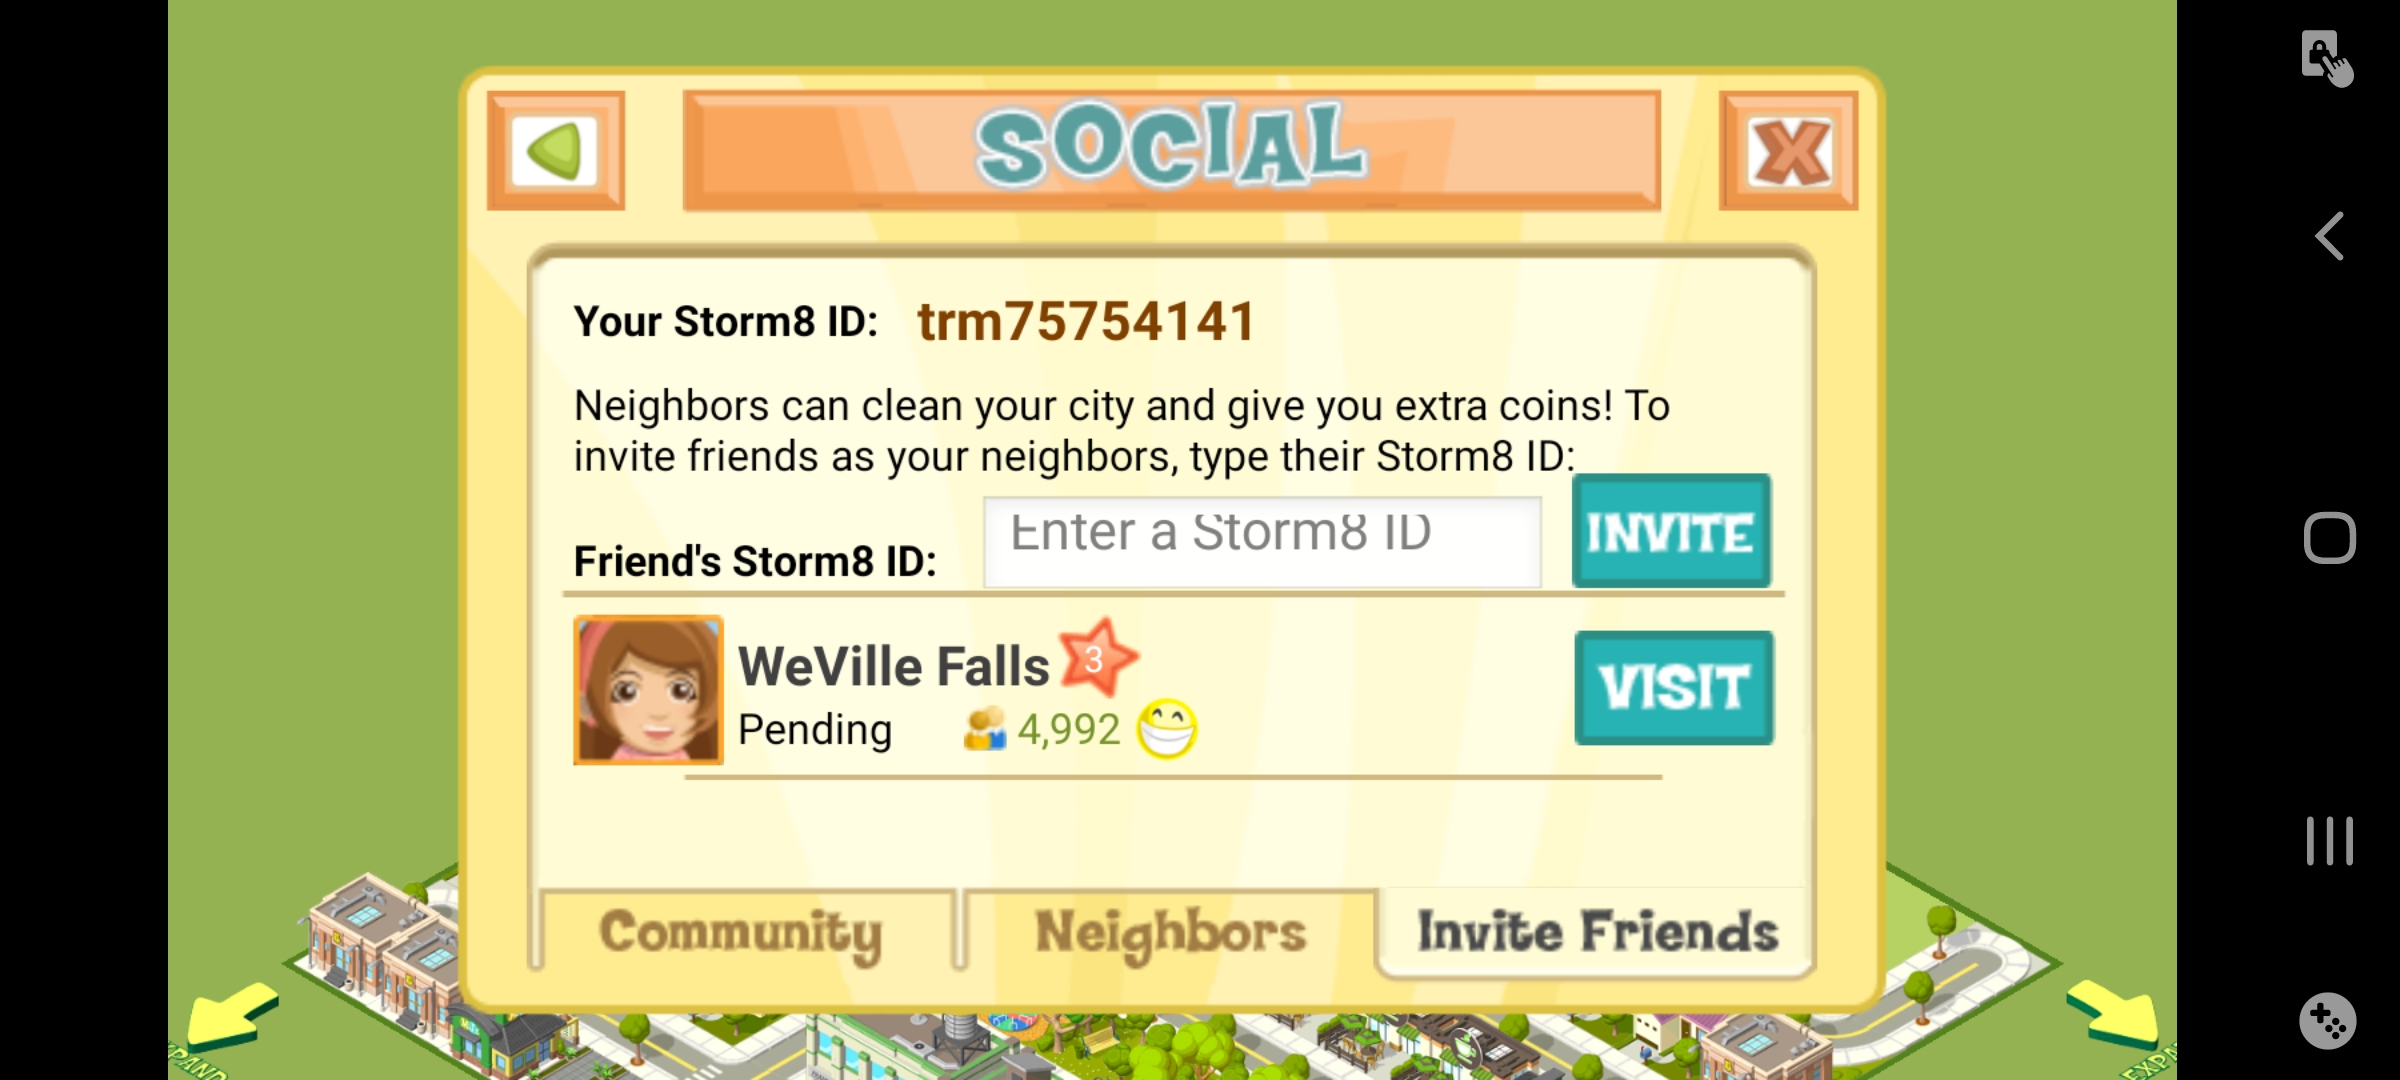 SOCIAL
Your Storm8 ID: trm75754141
Neighbors can clean your city and give you extra coins! To
invite friends as your neighbors, type their Storm8 ID:
Friend's Storm8 ID: Enter a Storm8 ID INVITE
WeVille Falls 3
Pending 4,992 VISIT
Community Neighbors Invite Friends